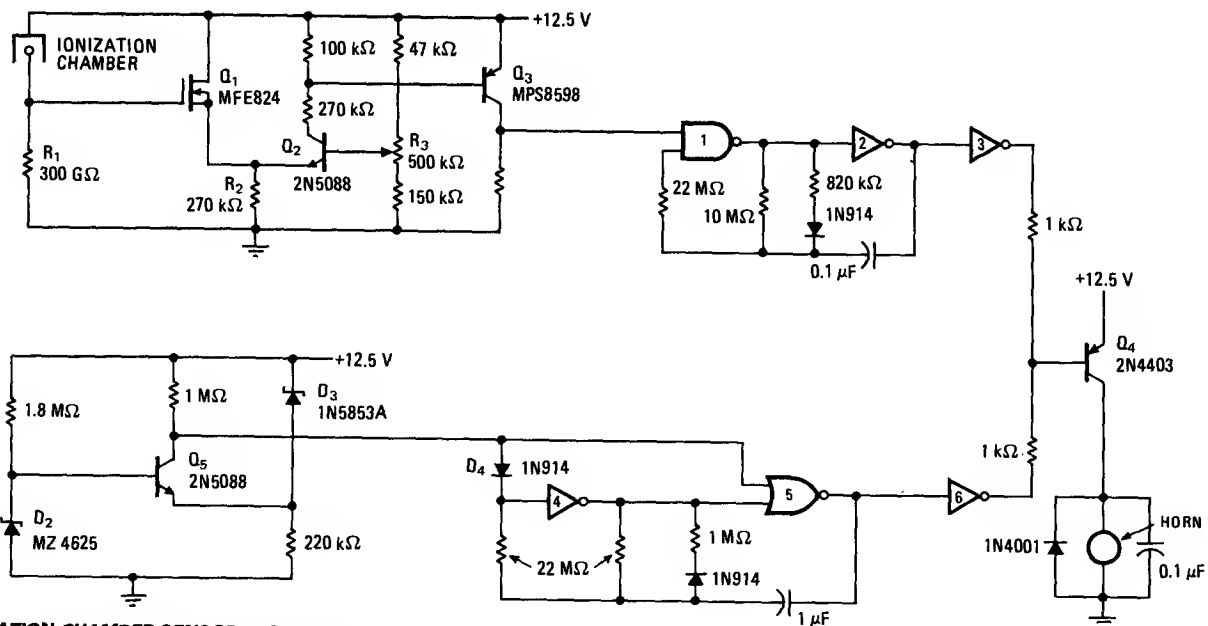 +12.5 V
IONIZATION
CHAMBER
Q1
MFE824
100 kΩ
47 kΩ
Q3
MPS8598
270 kΩ
Q2
2N5088
R3
500 kΩ
R1
300 GΩ
R2
270 kΩ
150 kΩ
1
2
3
22 MΩ
10 MΩ
820 kΩ
1N914
0.1 μF
1 kΩ
+12.5 V
Q4
2N4403
+12.5 V
1.8 MΩ
1 MΩ
D3
1N5853A
Q5
2N5088
D4
1N914
4
5
6
1 kΩ
D2
MZ 4625
220 kΩ
22 MΩ
1 MΩ
1N914
1 μF
1N4001
HORN
0.1 μF